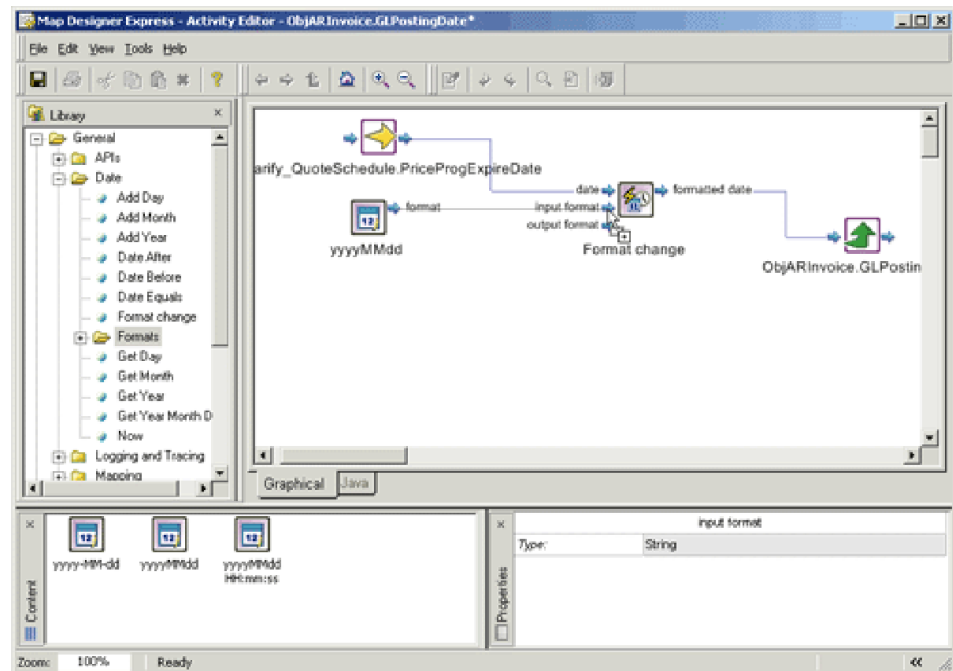 Map Designer Express - Activity Editor - ObjARInvoice.GLPostingDate*
File Edit View Tools Help
Library
General
APIs
Date
Add Day
Add Month
Add Year
Date After
Date Before
Date Equals
Format change
Formats
Get Day
Get Month
Get Year
Get Year Month D
Now
Logging and Tracing
Mapping
arify_QuoteSchedule.PriceProgExpireDate
date
formatted date
format
input format
output format
12
yyyyMMdd
Format change
ObjARInvoice.GLPostin
Graphical
Java
Content
12
12
12
yyyy-MM-dd
yyyyMMdd
yyyyMMdd
HH:mm:ss
Properties
input format
Type:
String
Zoom: 100% Ready